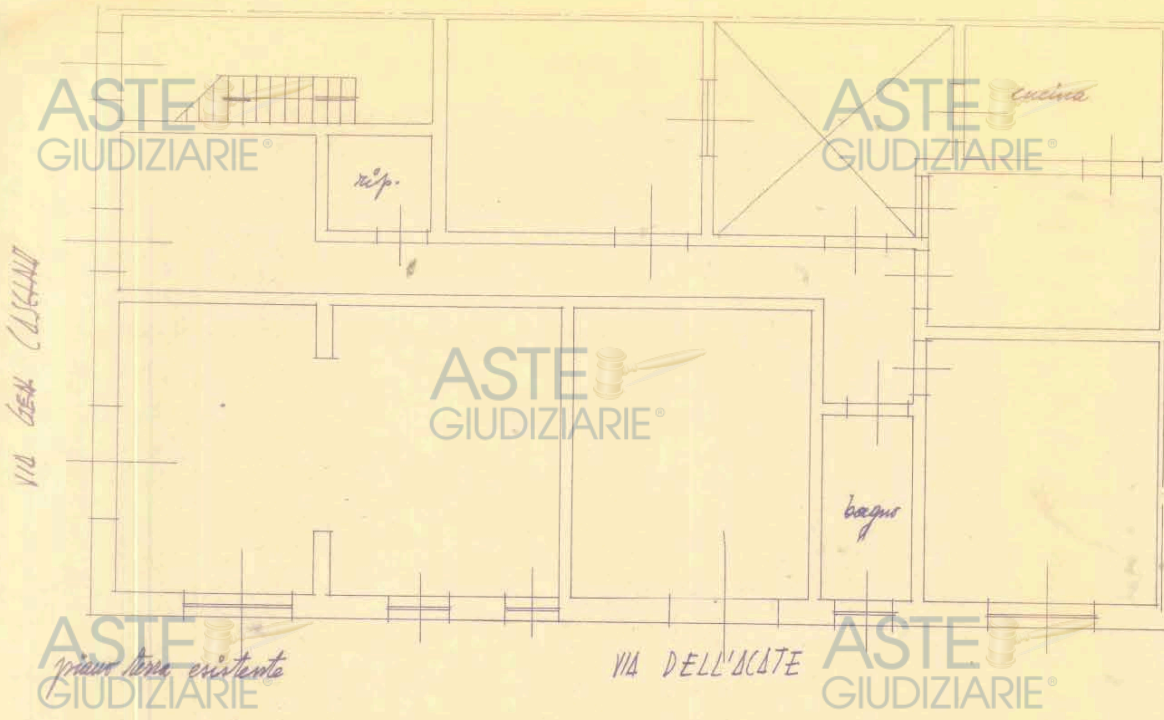 ASTE GIUDIZIARIE®
ASTE GIUDIZIARIE®
cucina
rip.
VIA GEN CASCINO
ASTE GIUDIZIARIE®
bagno
ASTE GIUDIZIARIE®
ASTE GIUDIZIARIE®
piano terra esistente
VIA DELL'ACATE